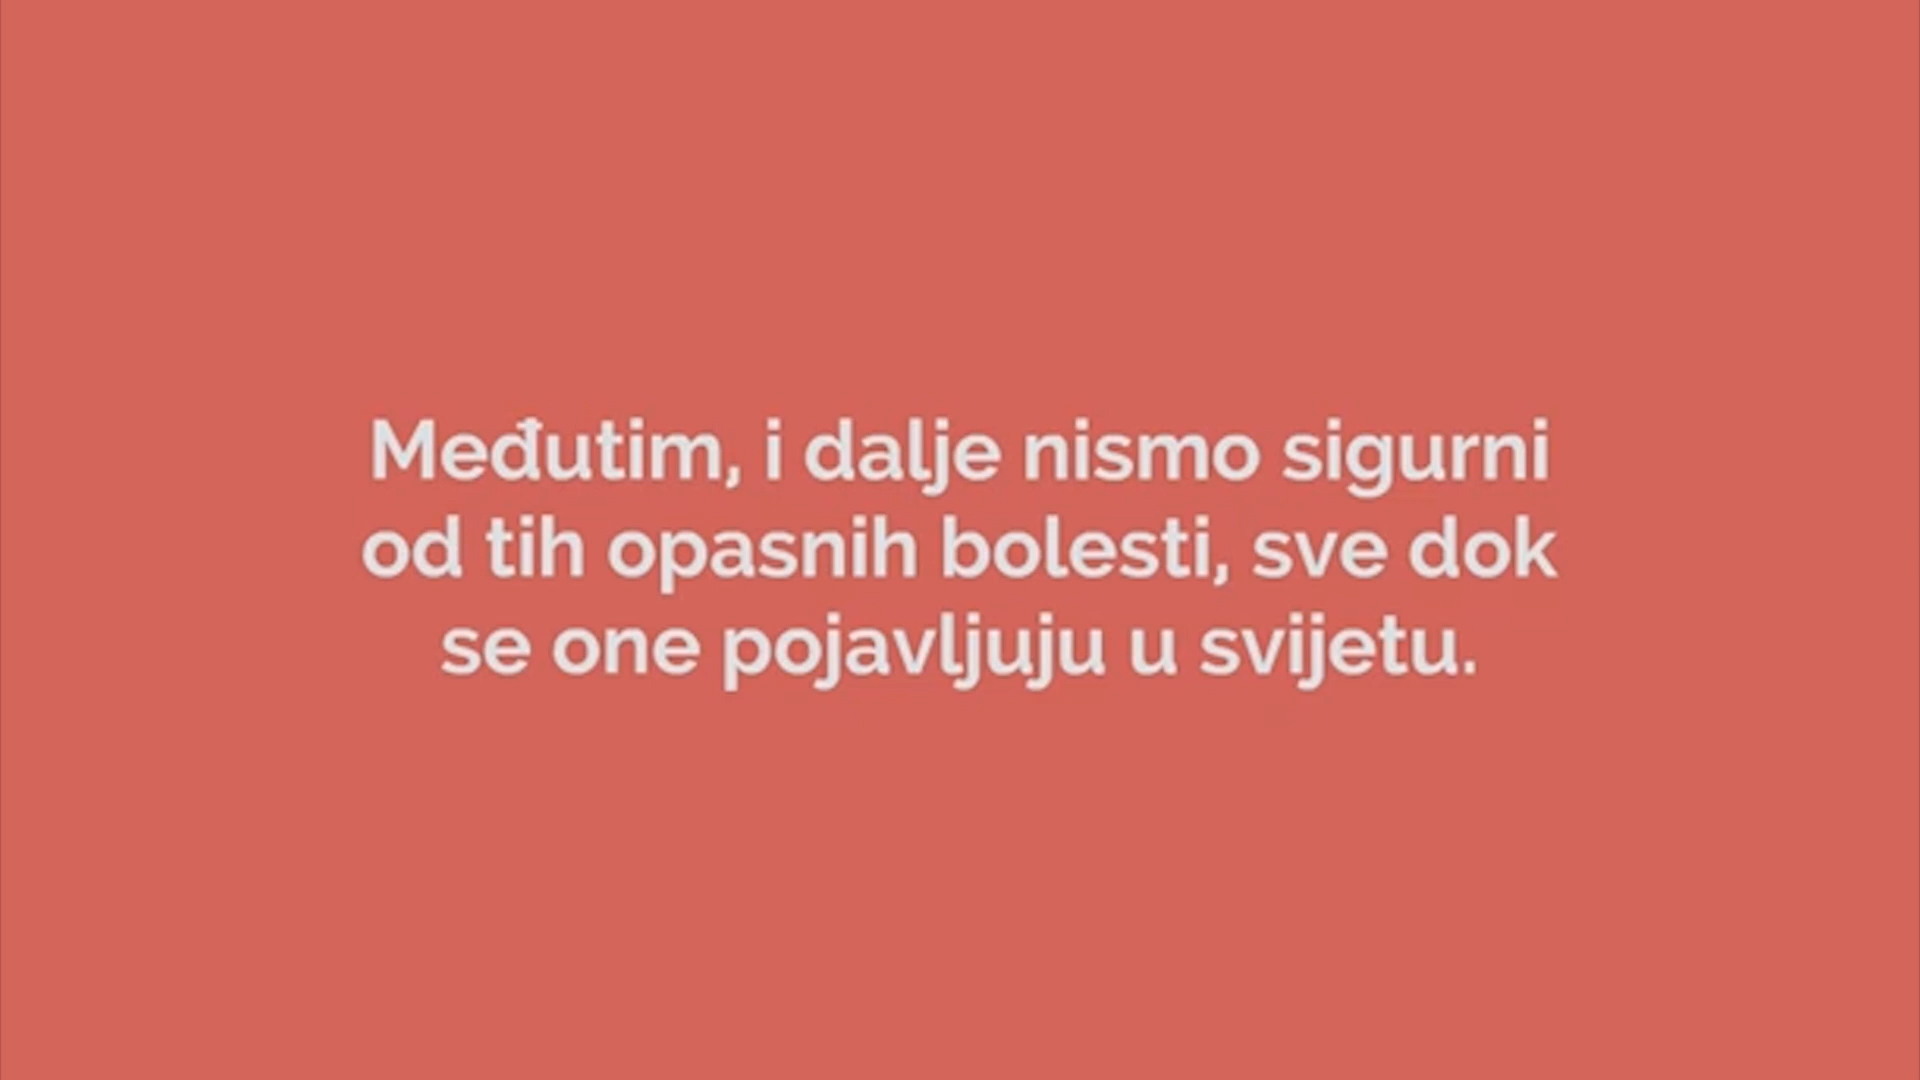 Međutim, i dalje nismo sigurni
od tih opasnih bolesti, sve dok
se one pojavljuju u svijetu.